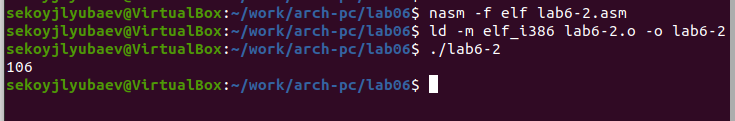 sekoyjlyubaev@VirtualBox:~/work/arch-pc/lab06$ nasm -f elf lab6-2.asm
sekoyjlyubaev@VirtualBox:~/work/arch-pc/lab06$ ld -m elf_i386 lab6-2.o -o lab6-2
sekoyjlyubaev@VirtualBox:~/work/arch-pc/lab06$ ./lab6-2
106
sekoyjlyubaev@VirtualBox:~/work/arch-pc/lab06$